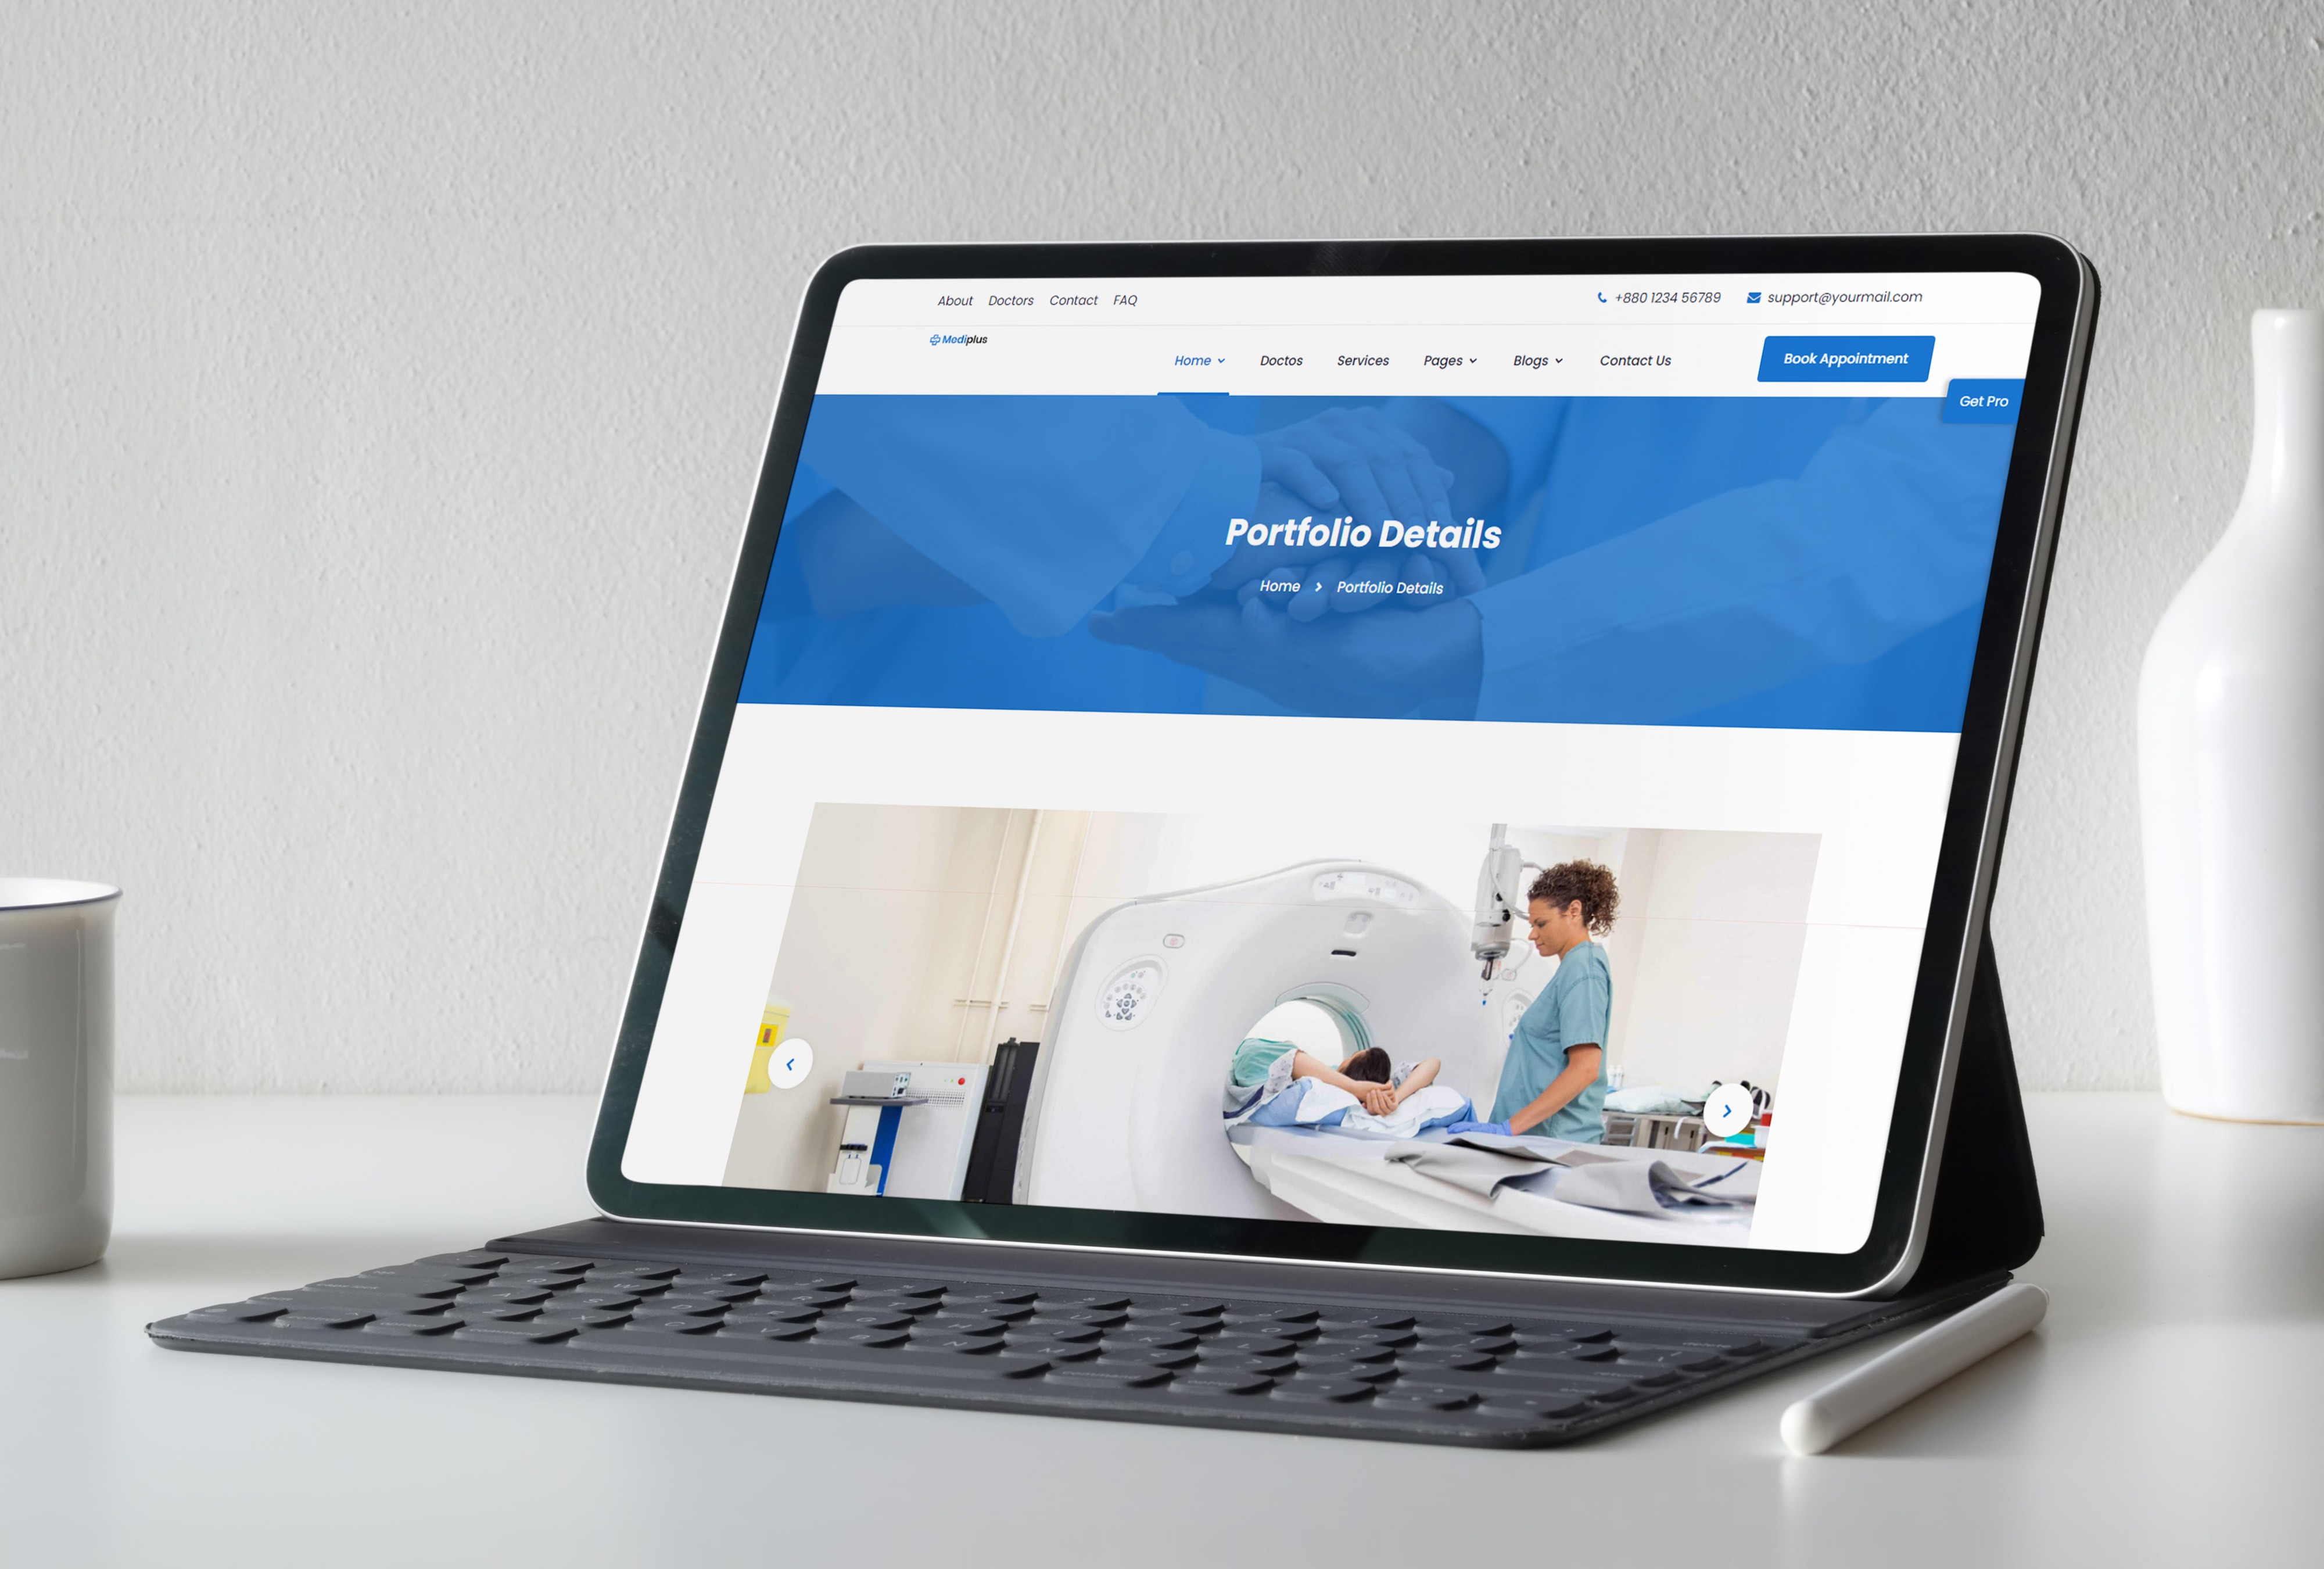 About Doctors Contact FAQ +880 1234 56789 support@yourmail.com
Mediplus
Home Doctos Services Pages Blogs Contact Us Book Appointment
Get Pro
Portfolio Details
Home > Portfolio Details